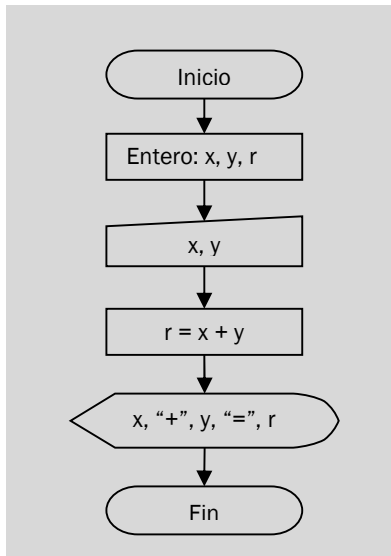 Inicio
Entero: x, y, r
x, y
r = x + y
x, “+”, y, “=”, r
Fin